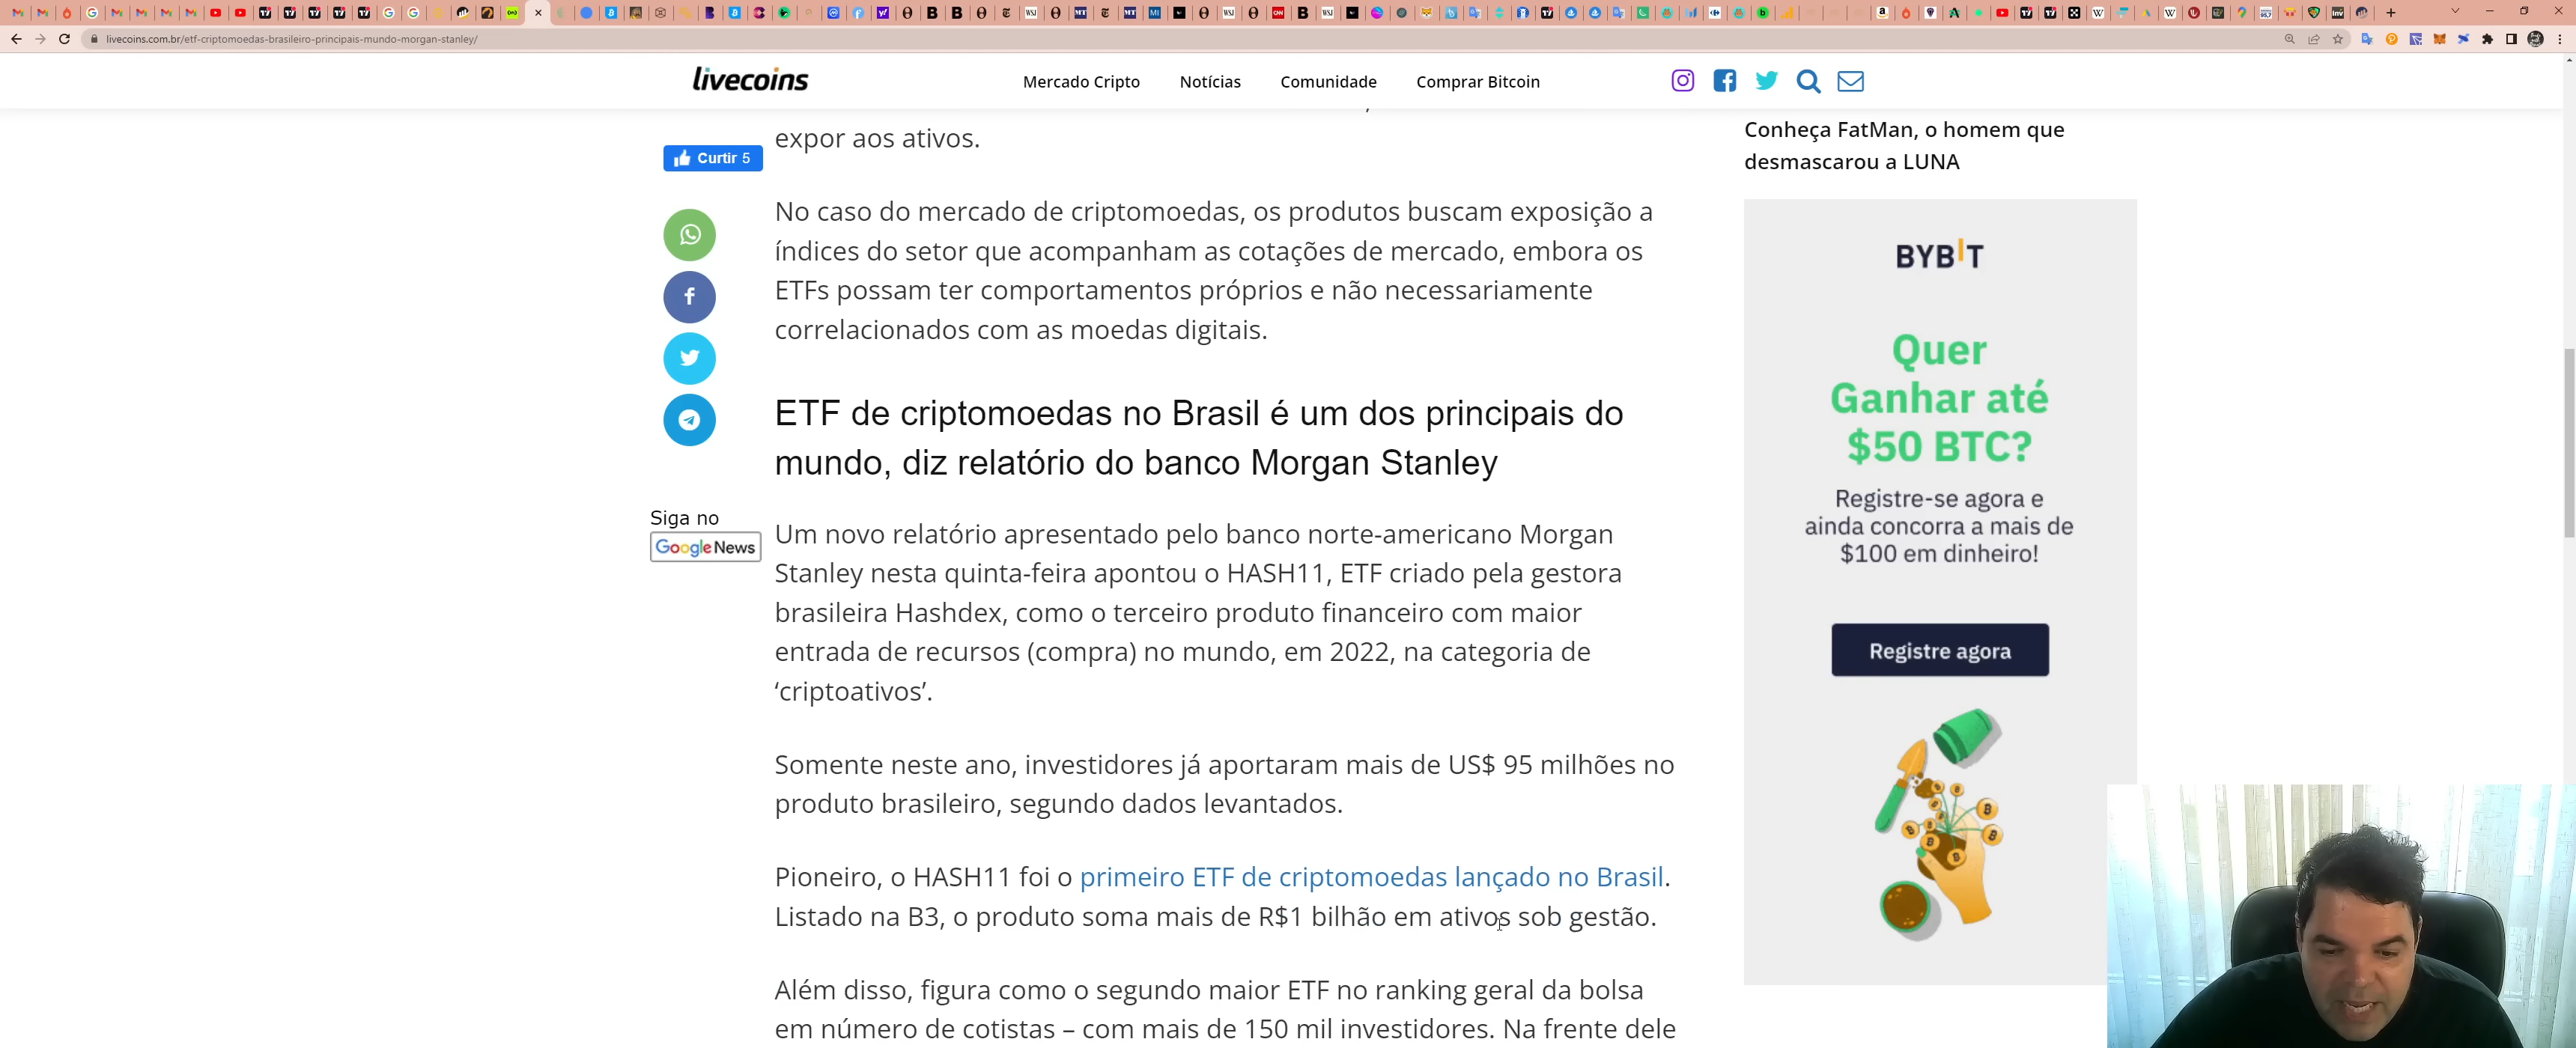 livecoins.com.br/etf-criptomoedas-brasileiro-principais-mundo-morgan-stanley/
livecoins
Mercado Cripto
Notícias
Comunidade
Comprar Bitcoin
expor aos ativos.
Curtir 5
No caso do mercado de criptomoedas, os produtos buscam exposição a
índices do setor que acompanham as cotações de mercado, embora os
ETFs possam ter comportamentos próprios e não necessariamente
correlacionados com as moedas digitais.
ETF de criptomoedas no Brasil é um dos principais do
mundo, diz relatório do banco Morgan Stanley
Siga no
Google News
Um novo relatório apresentado pelo banco norte-americano Morgan
Stanley nesta quinta-feira apontou o HASH11, ETF criado pela gestora
brasileira Hashdex, como o terceiro produto financeiro com maior
entrada de recursos (compra) no mundo, em 2022, na categoria de
‘criptoativos’.
Somente neste ano, investidores já aportaram mais de US$ 95 milhões no
produto brasileiro, segundo dados levantados.
Pioneiro, o HASH11 foi o primeiro ETF de criptomoedas lançado no Brasil.
Listado na B3, o produto soma mais de R$1 bilhão em ativos sob gestão.
Além disso, figura como o segundo maior ETF no ranking geral da bolsa
em número de cotistas – com mais de 150 mil investidores. Na frente dele
Conheça FatMan, o homem que
desmascarou a LUNA
BYBIT
Quer
Ganhar até
$50 BTC?
Registre-se agora e
ainda concorra a mais de
$100 em dinheiro!
Registre agora